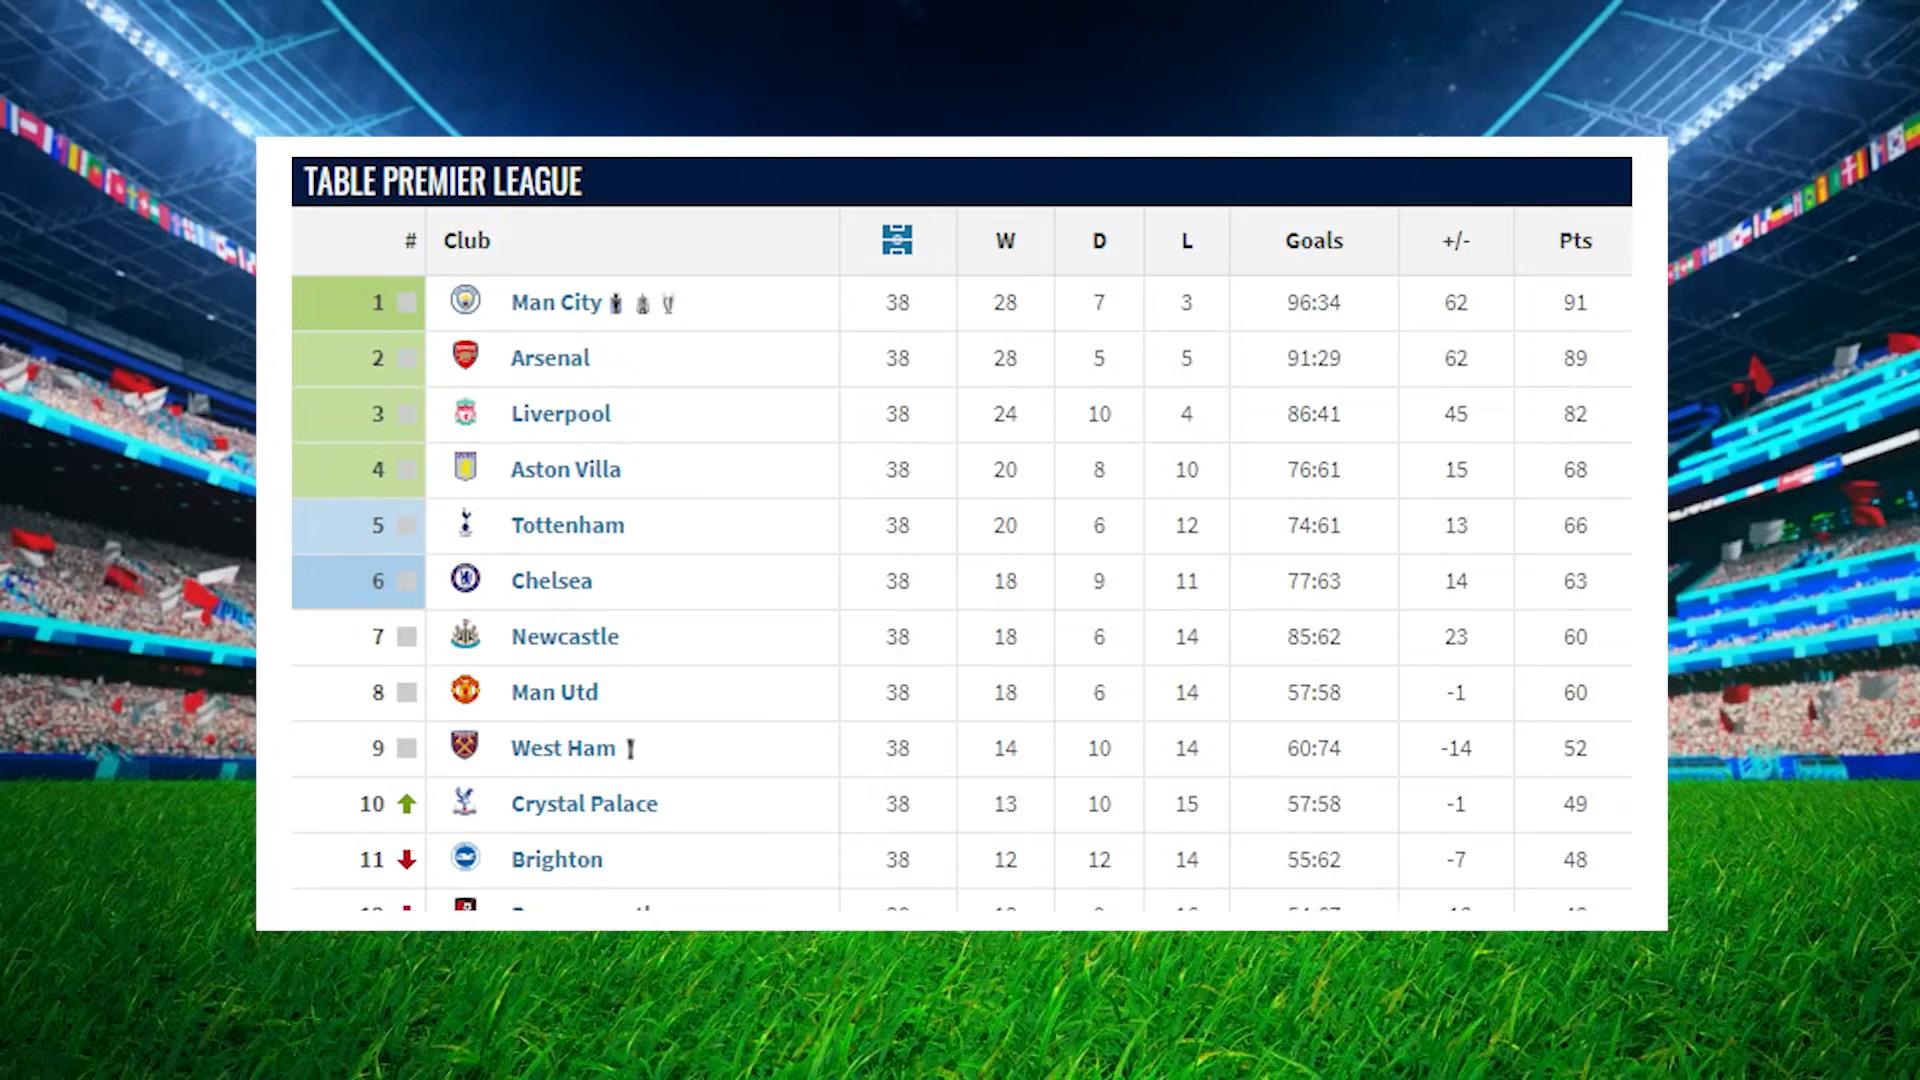 TABLE PREMIER LEAGUE
# Club W D L Goals +/- Pts
1 Man City 38 28 7 3 96:34 62 91
2 Arsenal 38 28 5 5 91:29 62 89
3 Liverpool 38 24 10 4 86:41 45 82
4 Aston Villa 38 20 8 10 76:61 15 68
5 Tottenham 38 20 6 12 74:61 13 66
6 Chelsea 38 18 9 11 77:63 14 63
7 Newcastle 38 18 6 14 85:62 23 60
8 Man Utd 38 18 6 14 57:58 -1 60
9 West Ham 38 14 10 14 60:74 -14 52
10 Crystal Palace 38 13 10 15 57:58 -1 49
11 Brighton 38 12 12 14 55:62 -7 48